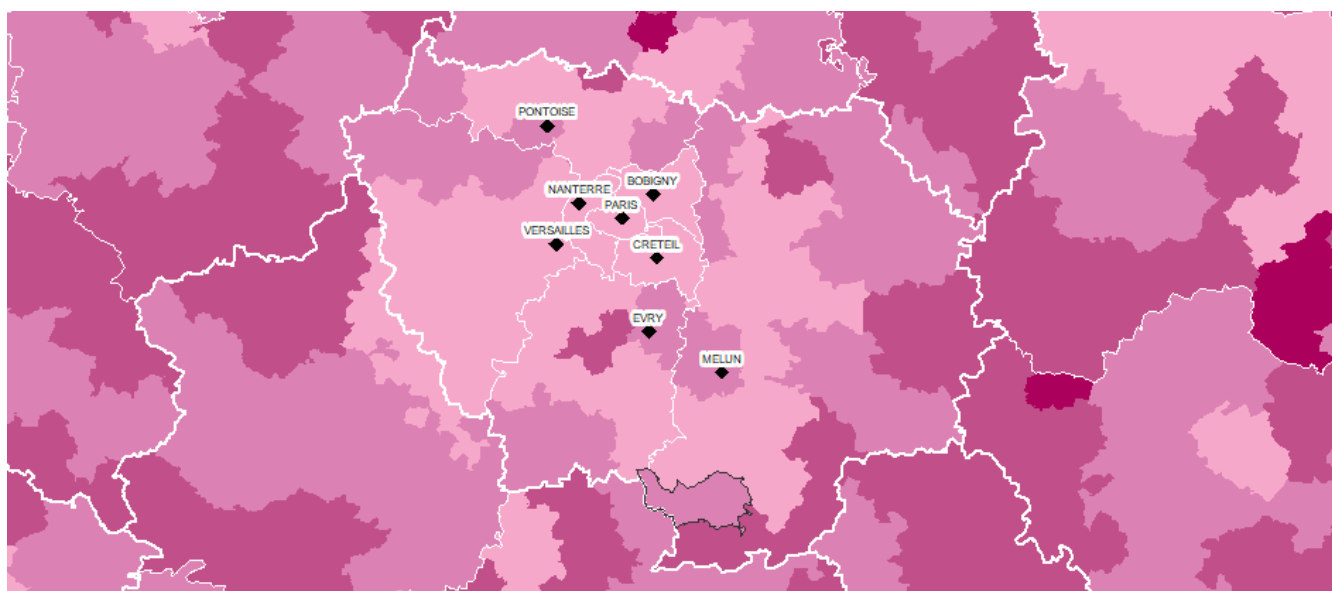 PONTOISE
BOBIGNY
NANTERRE
PARIS
VERSAILLES
CRETEIL
EVRY
MELUN